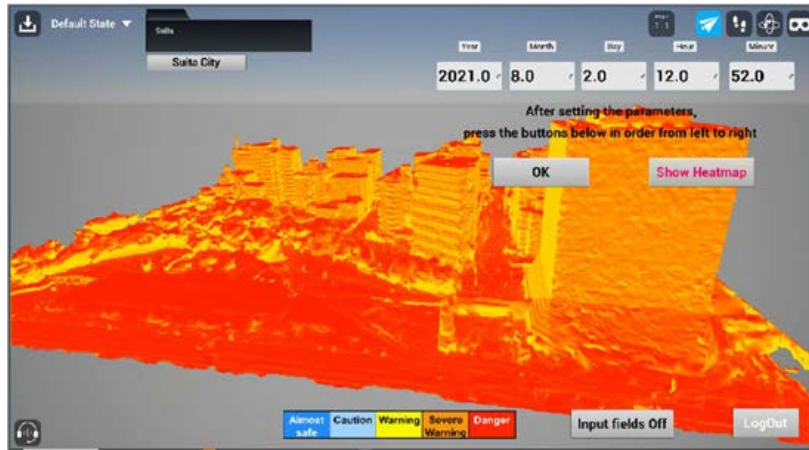 Default State
Suita
Suita City
Year Month Day Hour Minute
2021.0 8.0 2.0 12.0 52.0
After setting the parameters,
press the buttons below in order from left to right
OK Show Heatmap
Almost safe Caution Warning Severe Warning Danger
Input fields Off LogOut